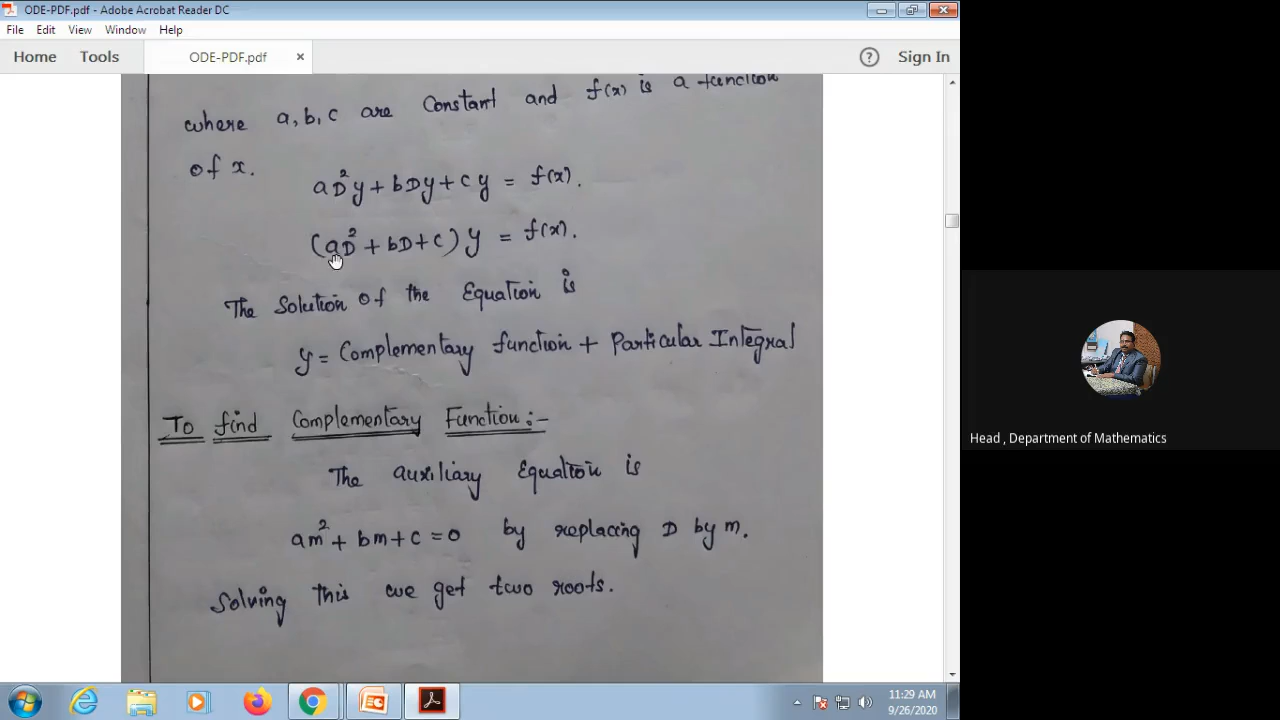 ODE-PDF.pdf - Adobe Acrobat Reader DC
File Edit View Window Help
Home Tools ODE-PDF.pdf × ? Sign In
where a, b, c are Constant and f(x) is a function
of x.
aD²y + bDy + cy = f(x).
(aD² + bD + c) y = f(x).
The Solution of the Equation is
y = Complementary function + Particular Integral
To find Complementary Function:-
The auxiliary Equation is
am² + bm + c = 0 by replacing D by m.
Solving this we get two roots.
Head , Department of Mathematics
11:29 AM
9/26/2020